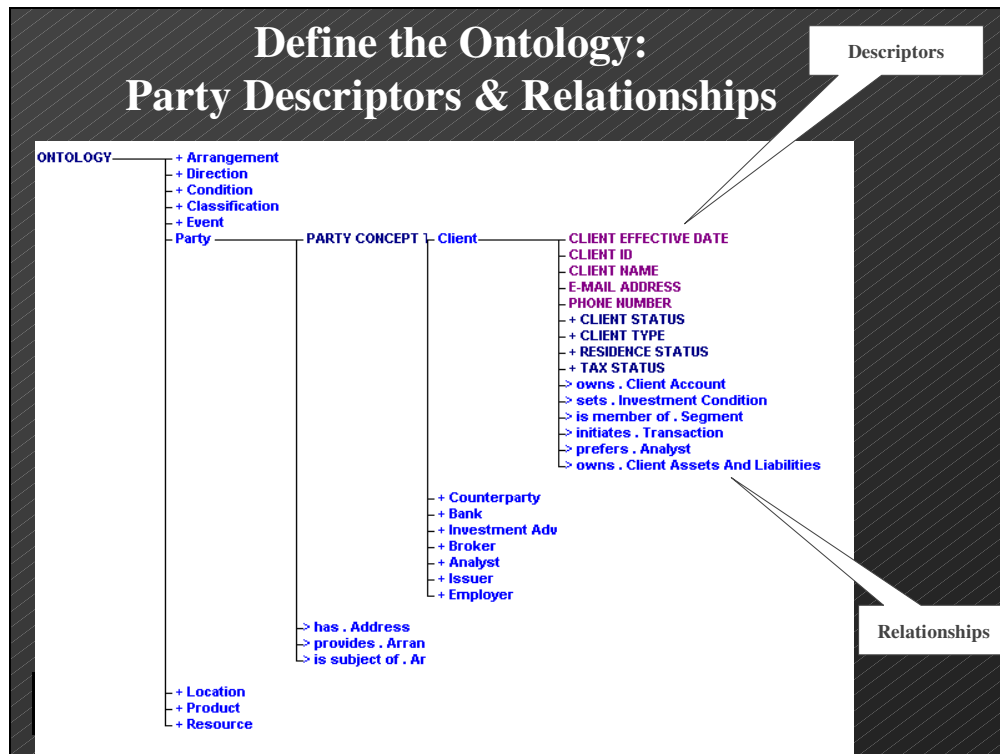 Define the Ontology:
Party Descriptors & Relationships
Descriptors
ONTOLOGY
+ Arrangement
+ Direction
+ Condition
+ Classification
+ Event
Party
PARTY CONCEPT
Client
CLIENT EFFECTIVE DATE
CLIENT ID
CLIENT NAME
E-MAIL ADDRESS
PHONE NUMBER
+ CLIENT STATUS
+ CLIENT TYPE
+ RESIDENCE STATUS
+ TAX STATUS
> owns . Client Account
> sets . Investment Condition
> is member of . Segment
> initiates . Transaction
> prefers . Analyst
> owns . Client Assets And Liabilities
+ Counterparty
+ Bank
+ Investment Adv
+ Broker
+ Analyst
+ Issuer
+ Employer
> has . Address
> provides . Arran
> is subject of . Ar
Relationships
+ Location
+ Product
+ Resource